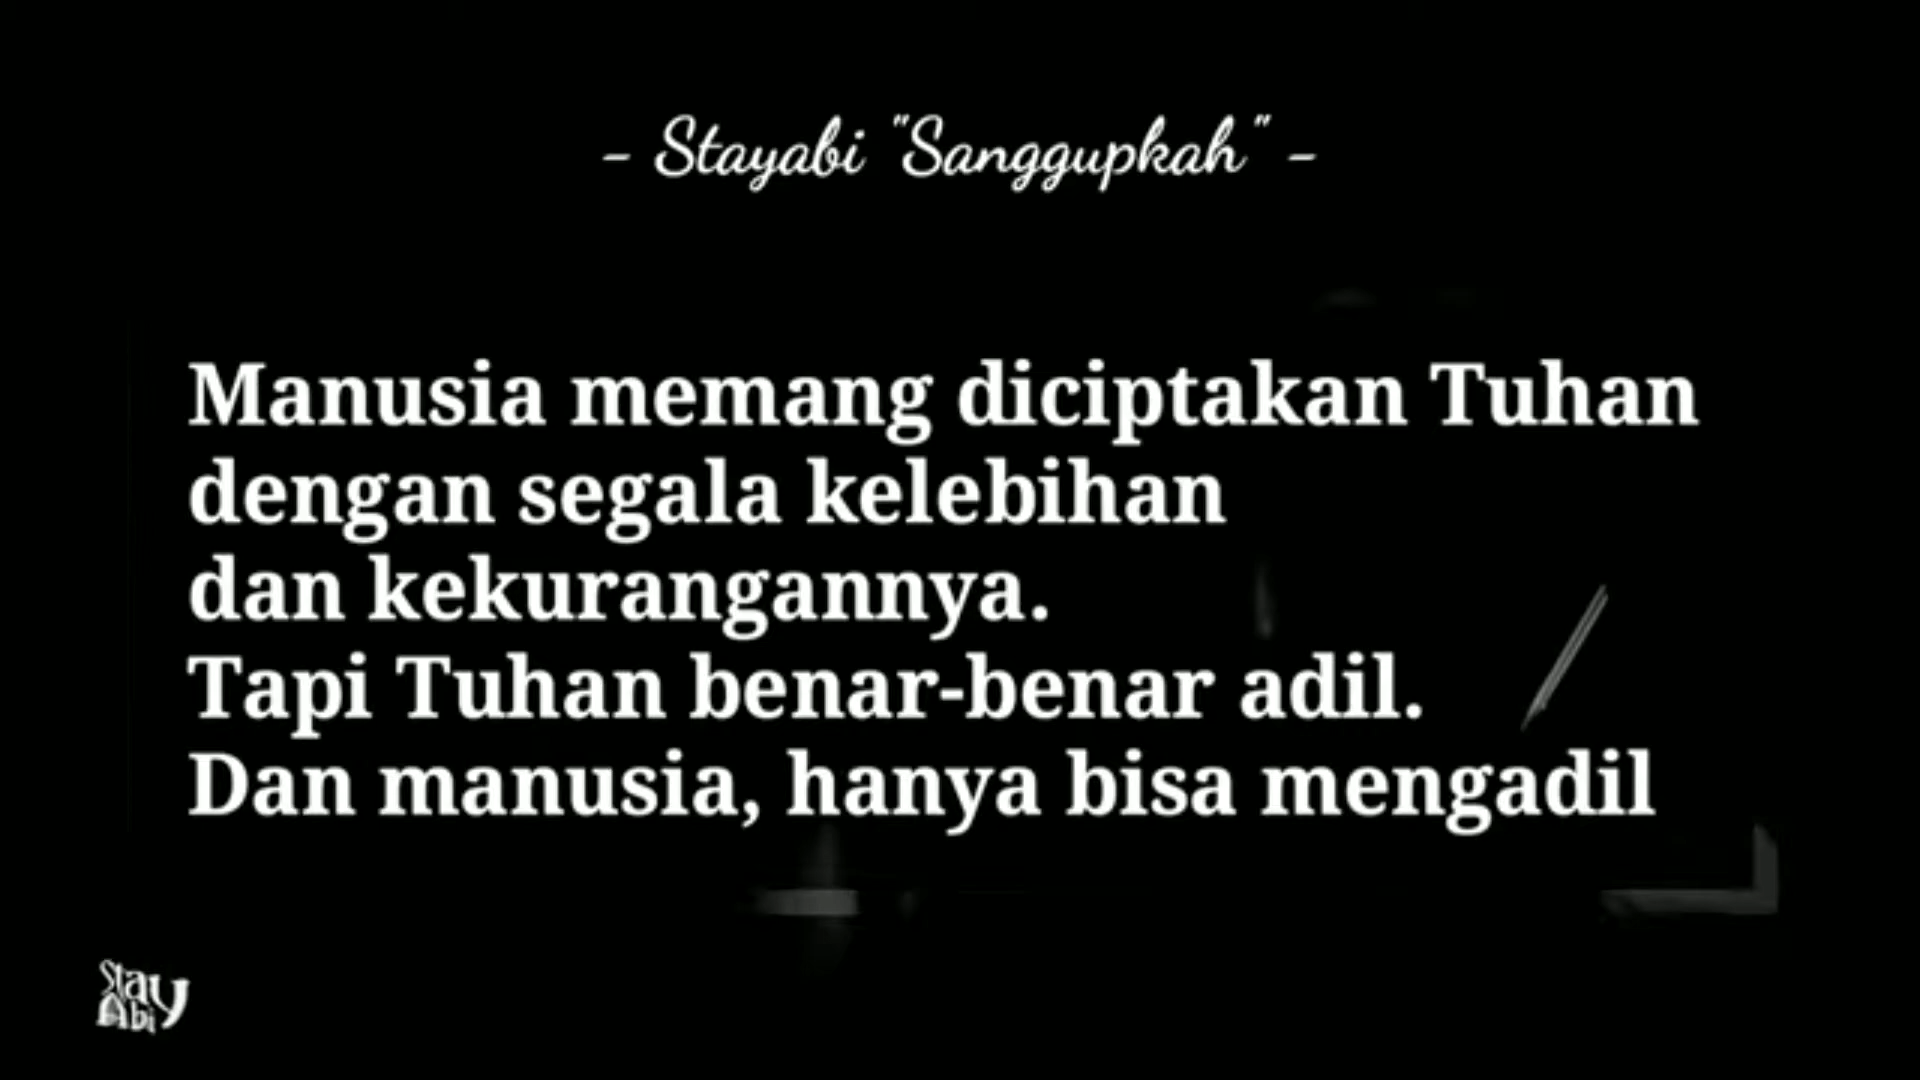 - Stayabi "Sanggupkah" -
Manusia memang diciptakan Tuhan
dengan segala kelebihan
dan kekurangannya.
Tapi Tuhan benar-benar adil.
Dan manusia, hanya bisa mengadil
Stay
Abi